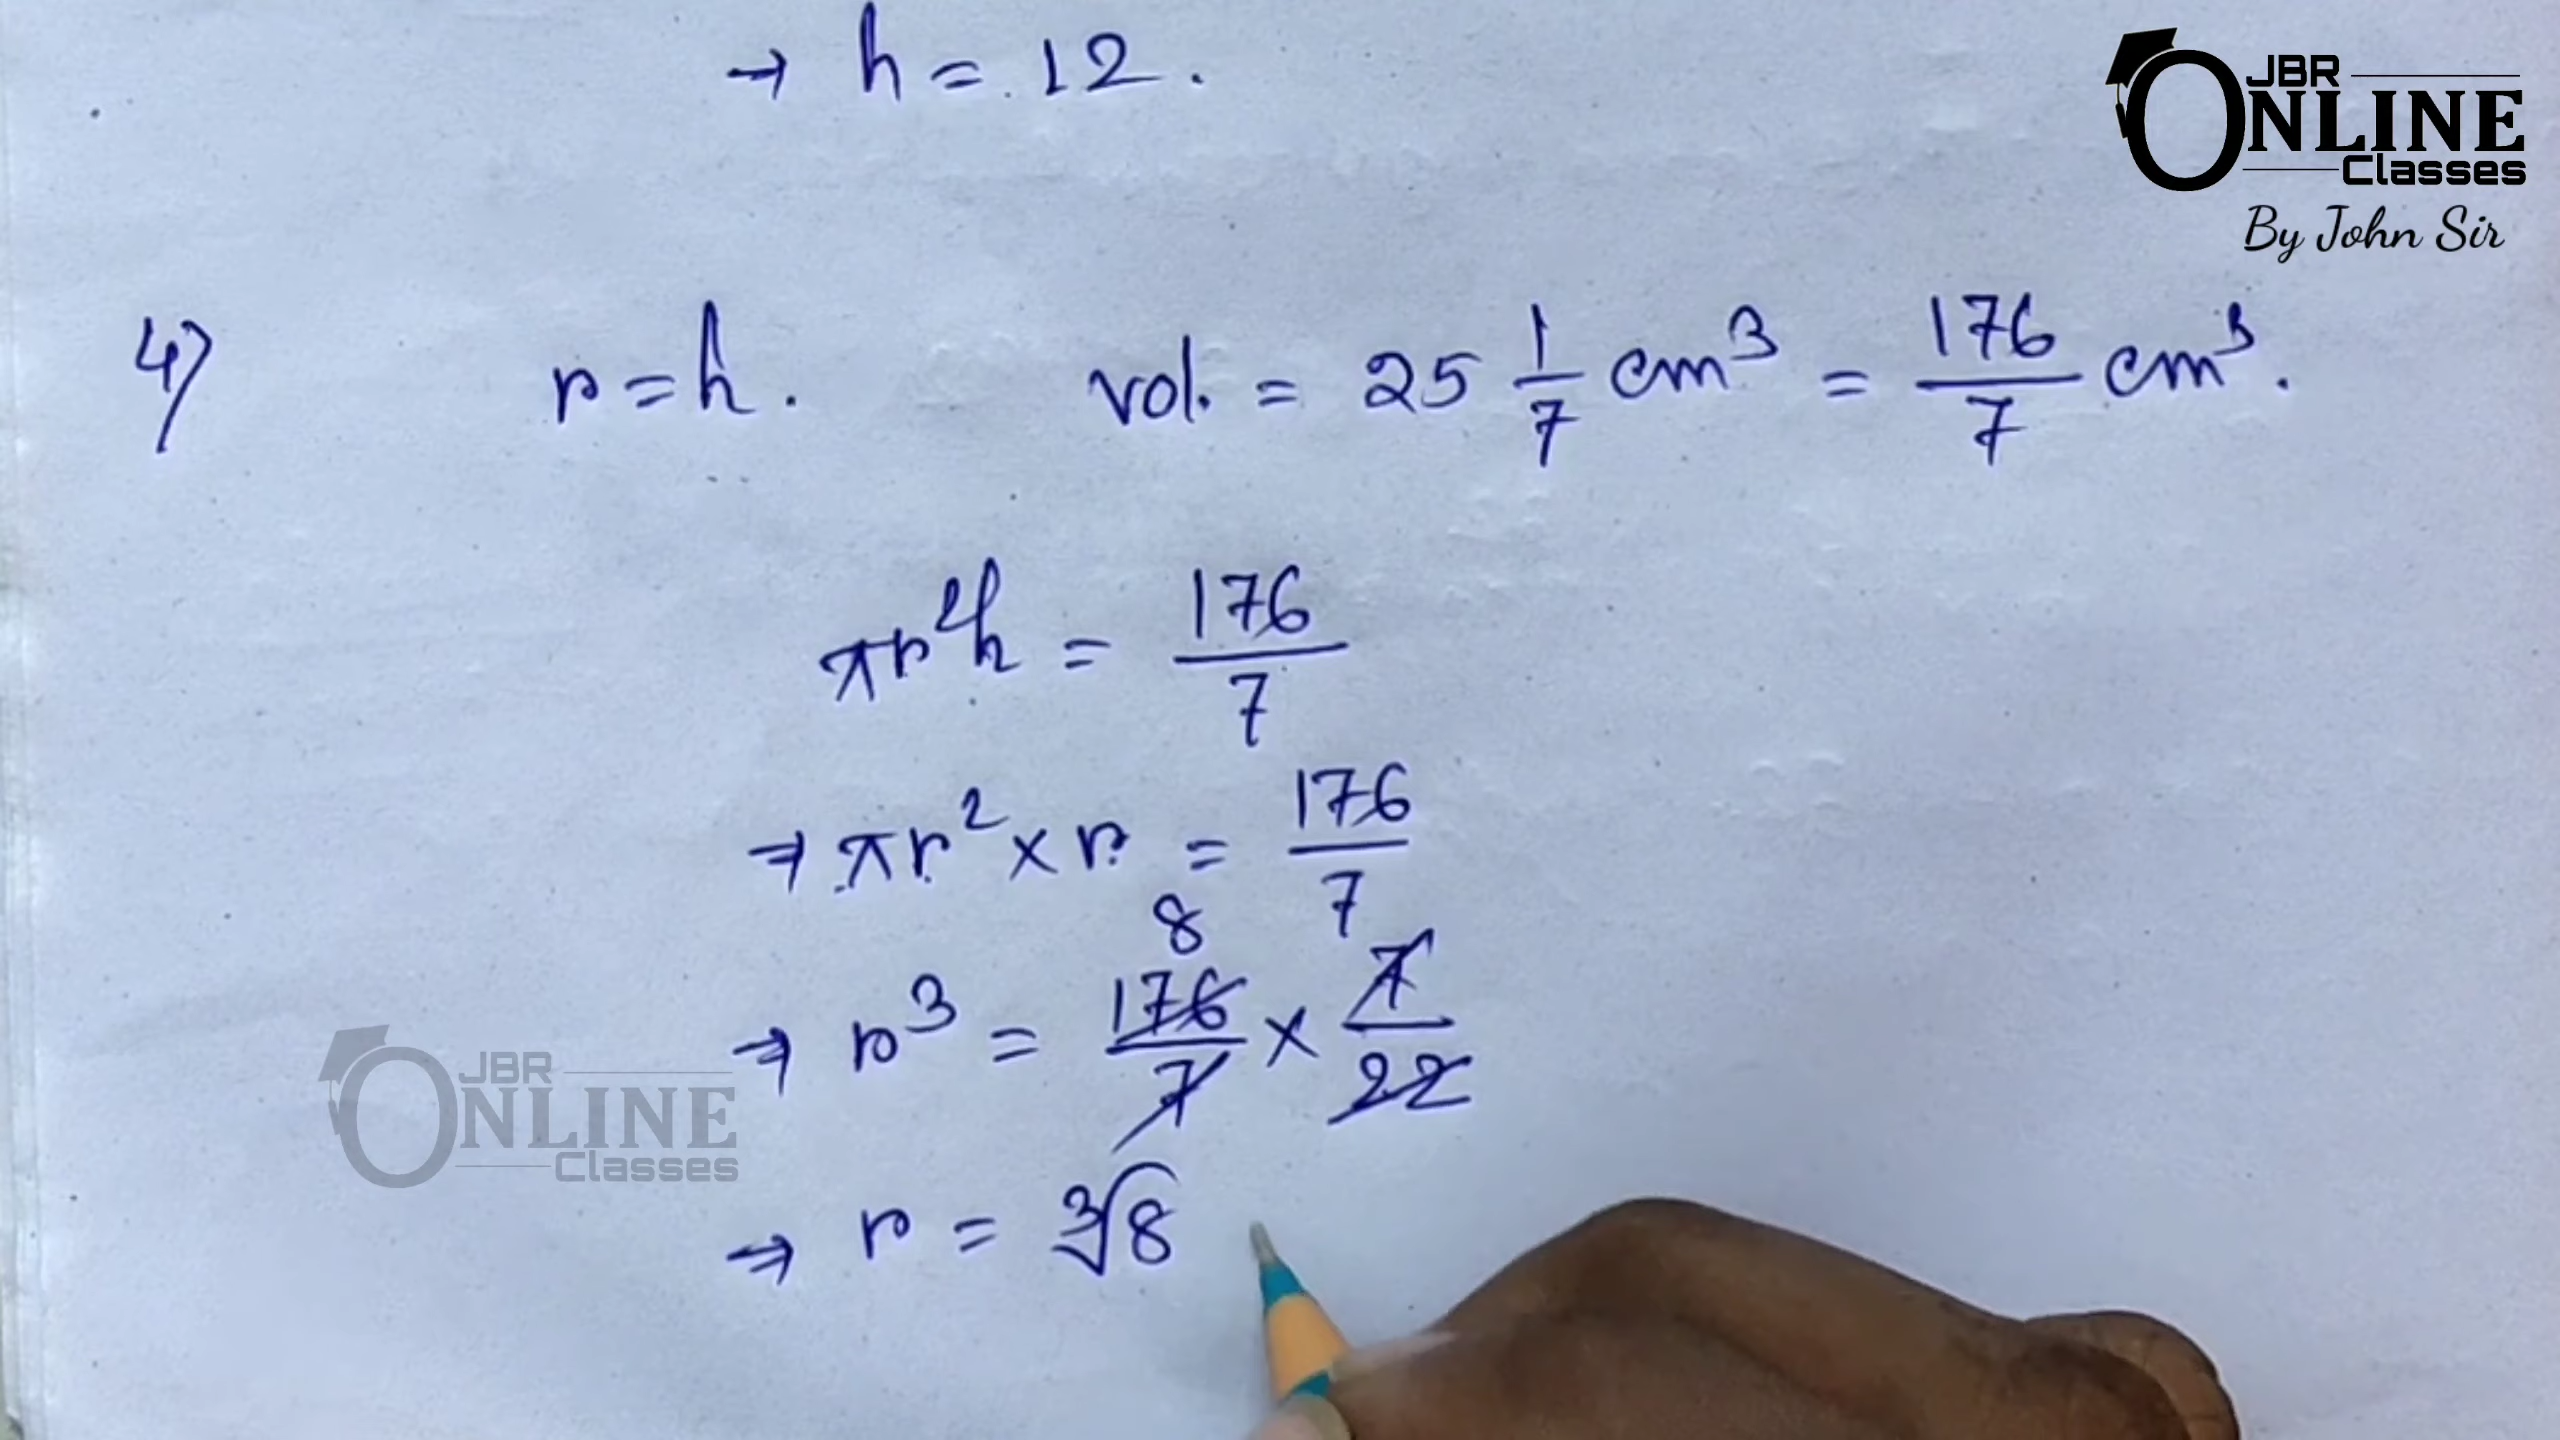 → h = 12.
JBR
ONLINE
Classes
By John Sir
4) r = h. vol. = 25 1/7 cm³ = 176/7 cm³.
πr²h = 176/7
⇒ πr² × r = 176/7
8
⇒ r³ = 176/7 × 7/22
JBR
ONLINE
Classes
⇒ r = ∛8